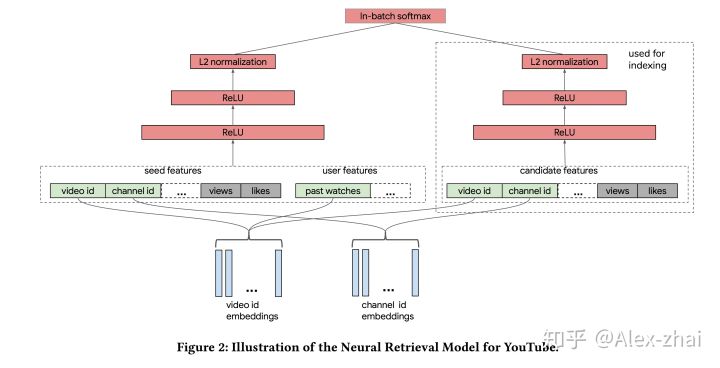 In-batch softmax
L2 normalization
ReLU
ReLU
L2 normalization
used for
indexing
ReLU
ReLU
seed features
user features
candidate features
video id channel id ... views likes past watches ... video id channel id ... views likes
...
...
video id
embeddings
channel id
embeddings
知乎 @Alex-zhai
Figure 2: Illustration of the Neural Retrieval Model for YouTube.